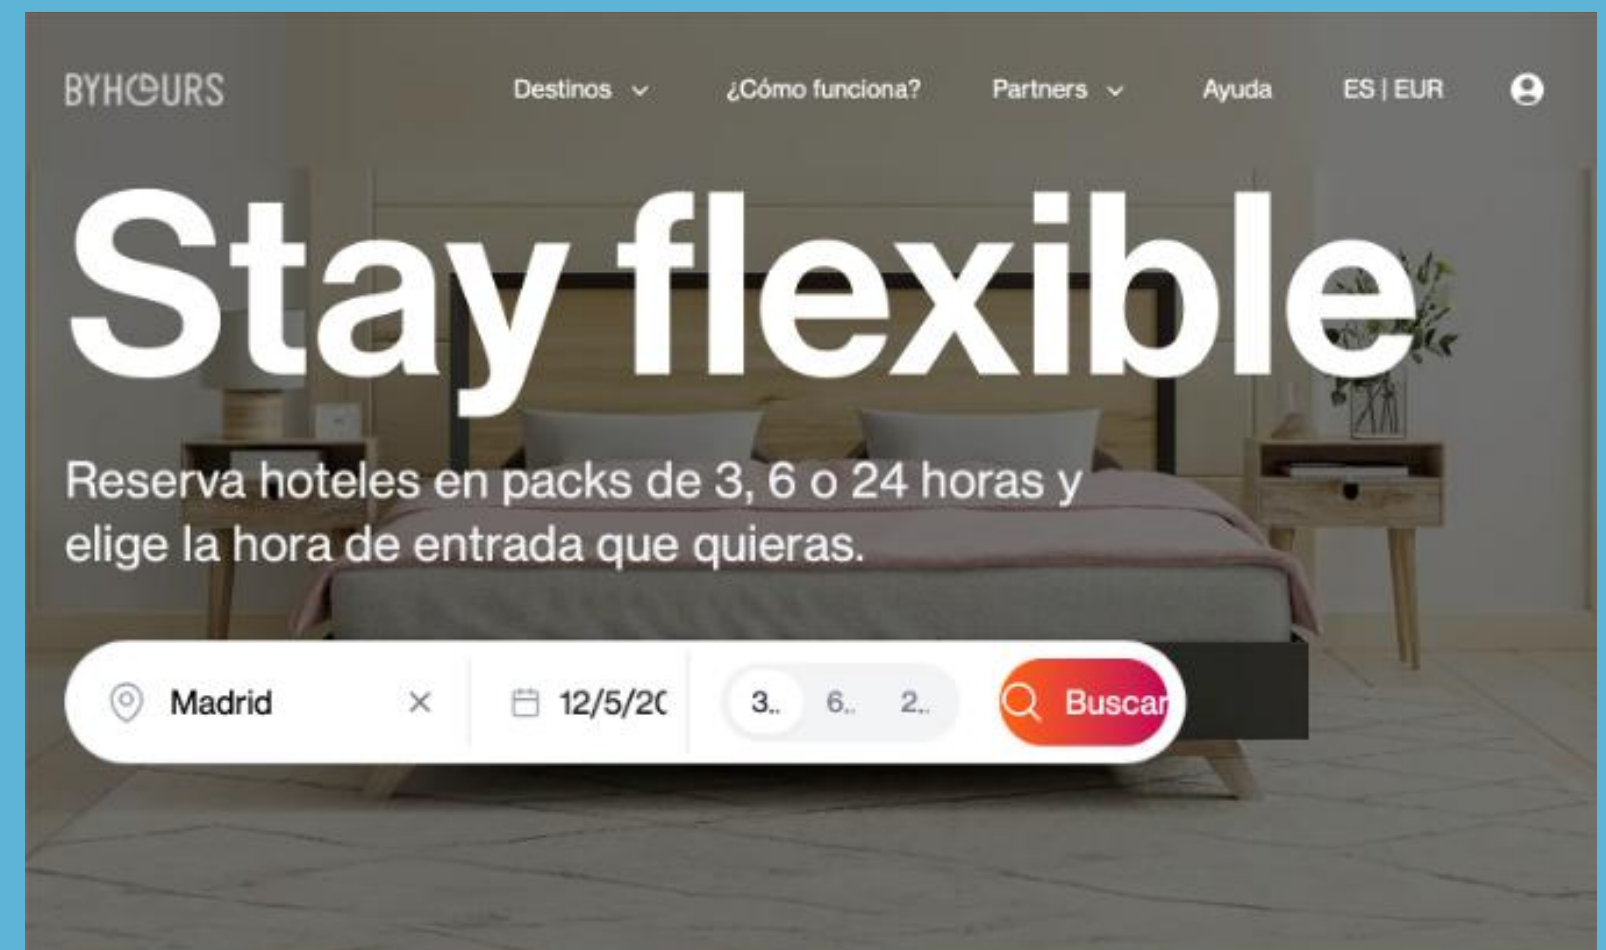 BYHOURS
Destinos
¿Cómo funciona?
Partners
Ayuda
ES | EUR
Stay flexible
Reserva hoteles en packs de 3, 6 o 24 horas y
elige la hora de entrada que quieras.
Madrid
12/5/20
3..
6..
2..
Buscar